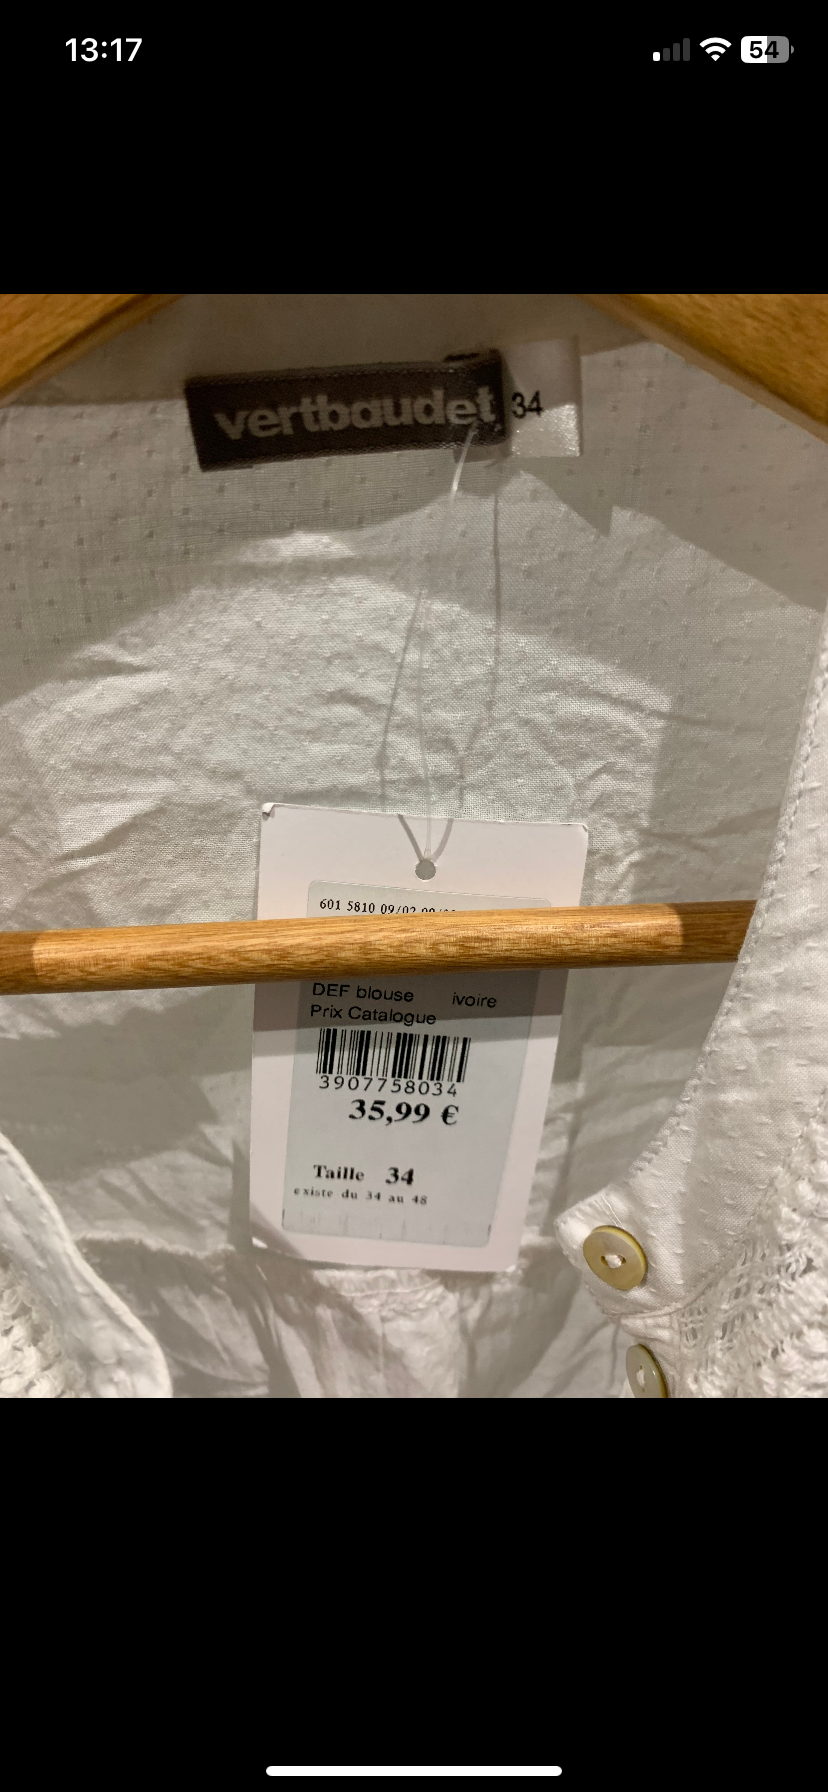 13:17
54
vertbaudet
34
601 5810 09/02
DEF blouse ivoire
Prix Catalogue
3907758034
35,99 €
Taille 34
existe du 34 au 48